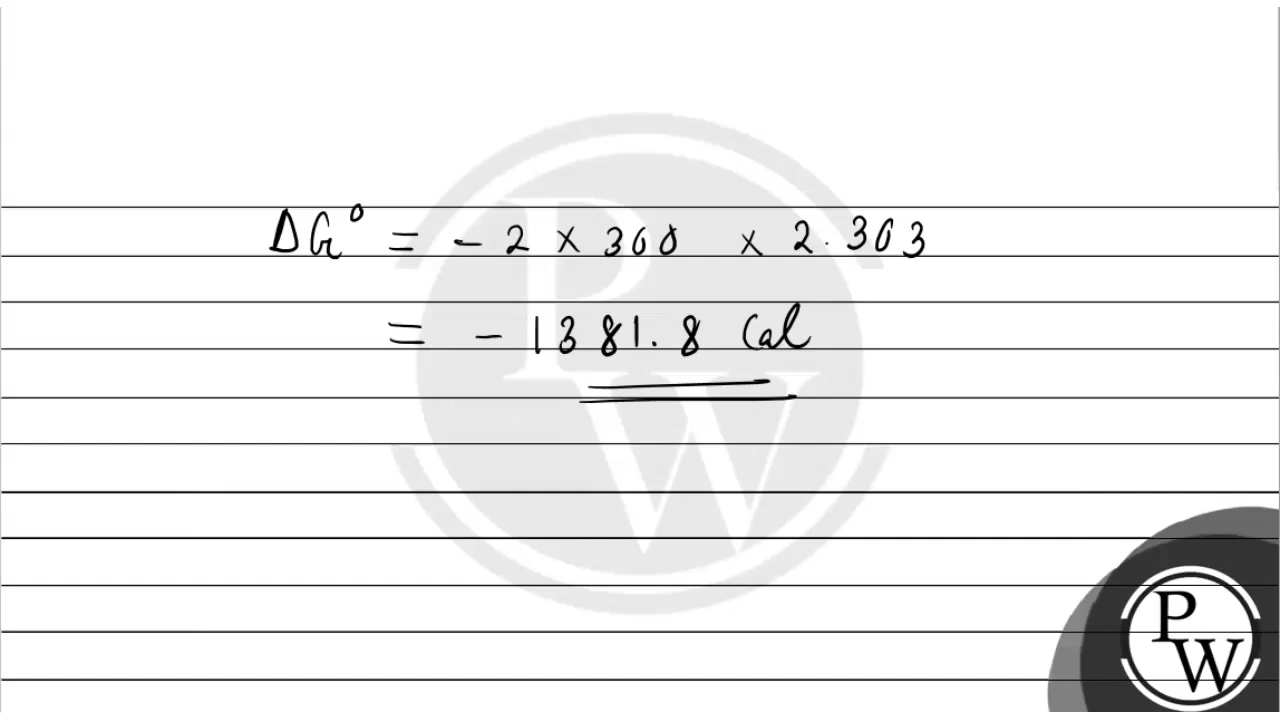 ΔG° = - 2 × 300 × 2.303
= - 1381.8 Cal
P
W
P
W